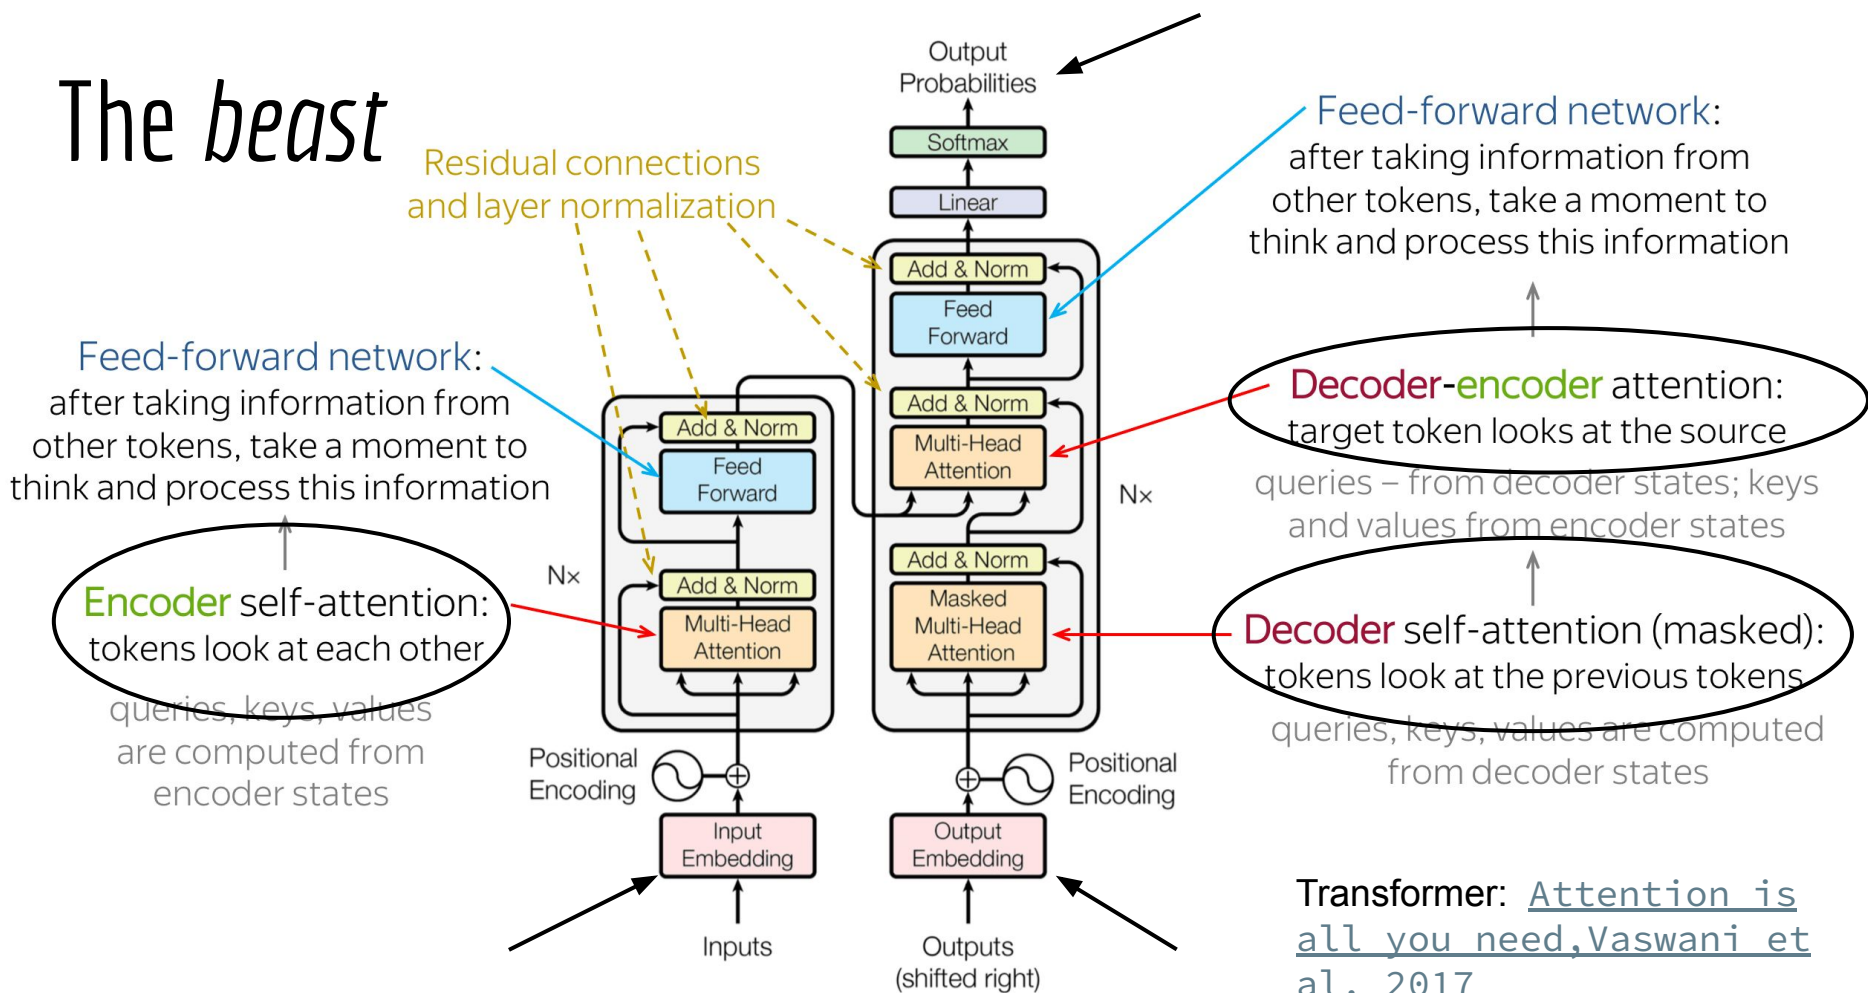 The beast
Residual connections
and layer normalization
Feed-forward network:
after taking information from
other tokens, take a moment to
think and process this information
Encoder self-attention:
tokens look at each other
queries, keys, values
are computed from
encoder states
Output
Probabilities
Softmax
Linear
Add & Norm
Feed
Forward
Add & Norm
Multi-Head
Attention
Add & Norm
Masked
Multi-Head
Attention
Nx
Add & Norm
Feed
Forward
Add & Norm
Multi-Head
Attention
Nx
Positional
Encoding
Positional
Encoding
Input
Embedding
Output
Embedding
Inputs
Outputs
(shifted right)
Feed-forward network:
after taking information from
other tokens, take a moment to
think and process this information
Decoder-encoder attention:
target token looks at the source
queries – from decoder states; keys
and values from encoder states
Decoder self-attention (masked):
tokens look at the previous tokens
queries, keys, values are computed
from decoder states
Transformer: Attention is
all you need,Vaswani et
al. 2017